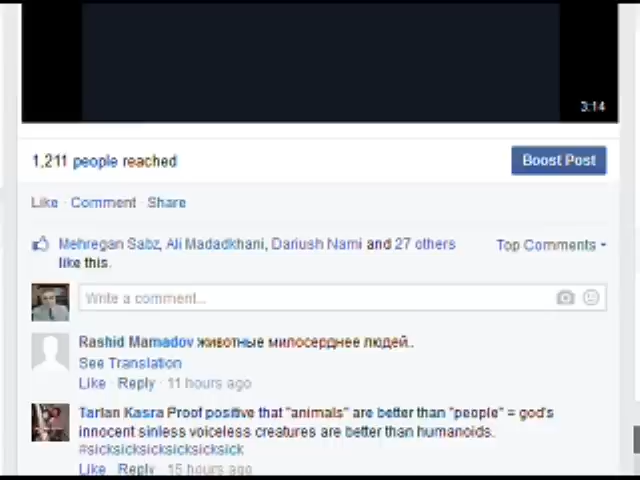 3:14
1,211 people reached
Boost Post
Like · Comment · Share
Mehregan Sabz, Ali Madadkhani, Dariush Nami and 27 others
like this.
Top Comments
Write a comment...
Rashid Mamadov животные милосерднее людей..
See Translation
Like · Reply · 11 hours ago
Tarlan Kasra Proof positive that "animals" are better than "people" = god's
innocent sinless voiceless creatures are better than humanoids.
#sicksicksicksicksicksick
Like · Reply · 15 hours ago